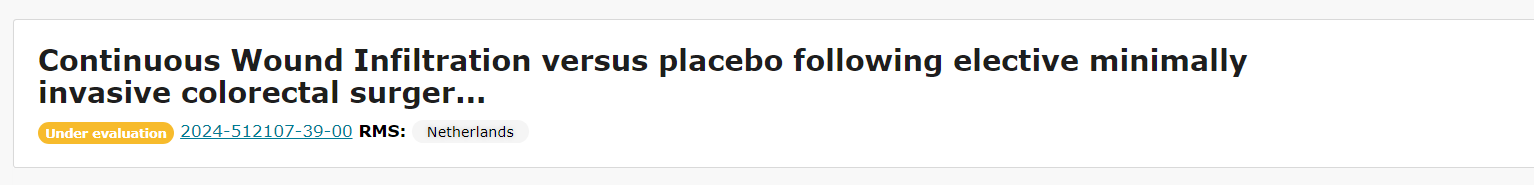 Continuous Wound Infiltration versus placebo following elective minimally
invasive colorectal surger...
Under evaluation 2024-512107-39-00 RMS: Netherlands